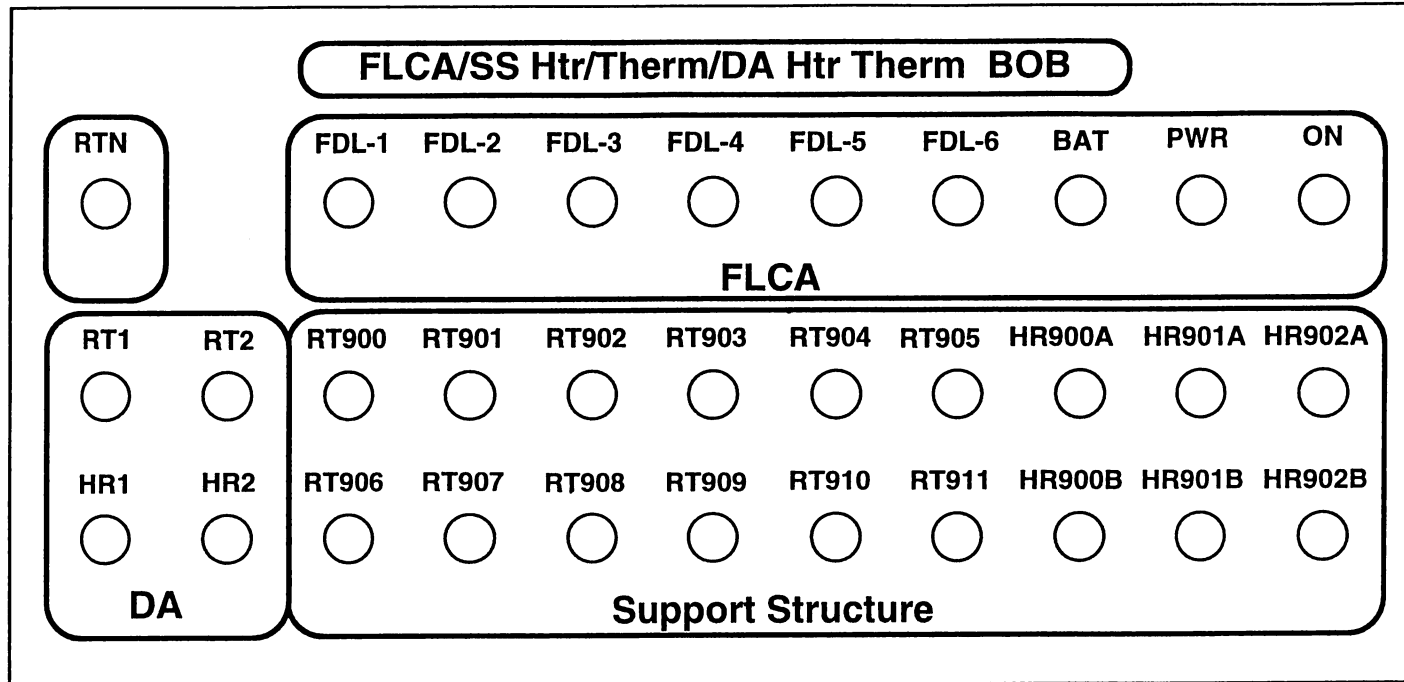 FLCA/SS Htr/Therm/DA Htr Therm BOB
RTN FDL-1 FDL-2 FDL-3 FDL-4 FDL-5 FDL-6 BAT PWR ON
FLCA
RT1 RT2 RT900 RT901 RT902 RT903 RT904 RT905 HR900A HR901A HR902A
HR1 HR2 RT906 RT907 RT908 RT909 RT910 RT911 HR900B HR901B HR902B
DA Support Structure